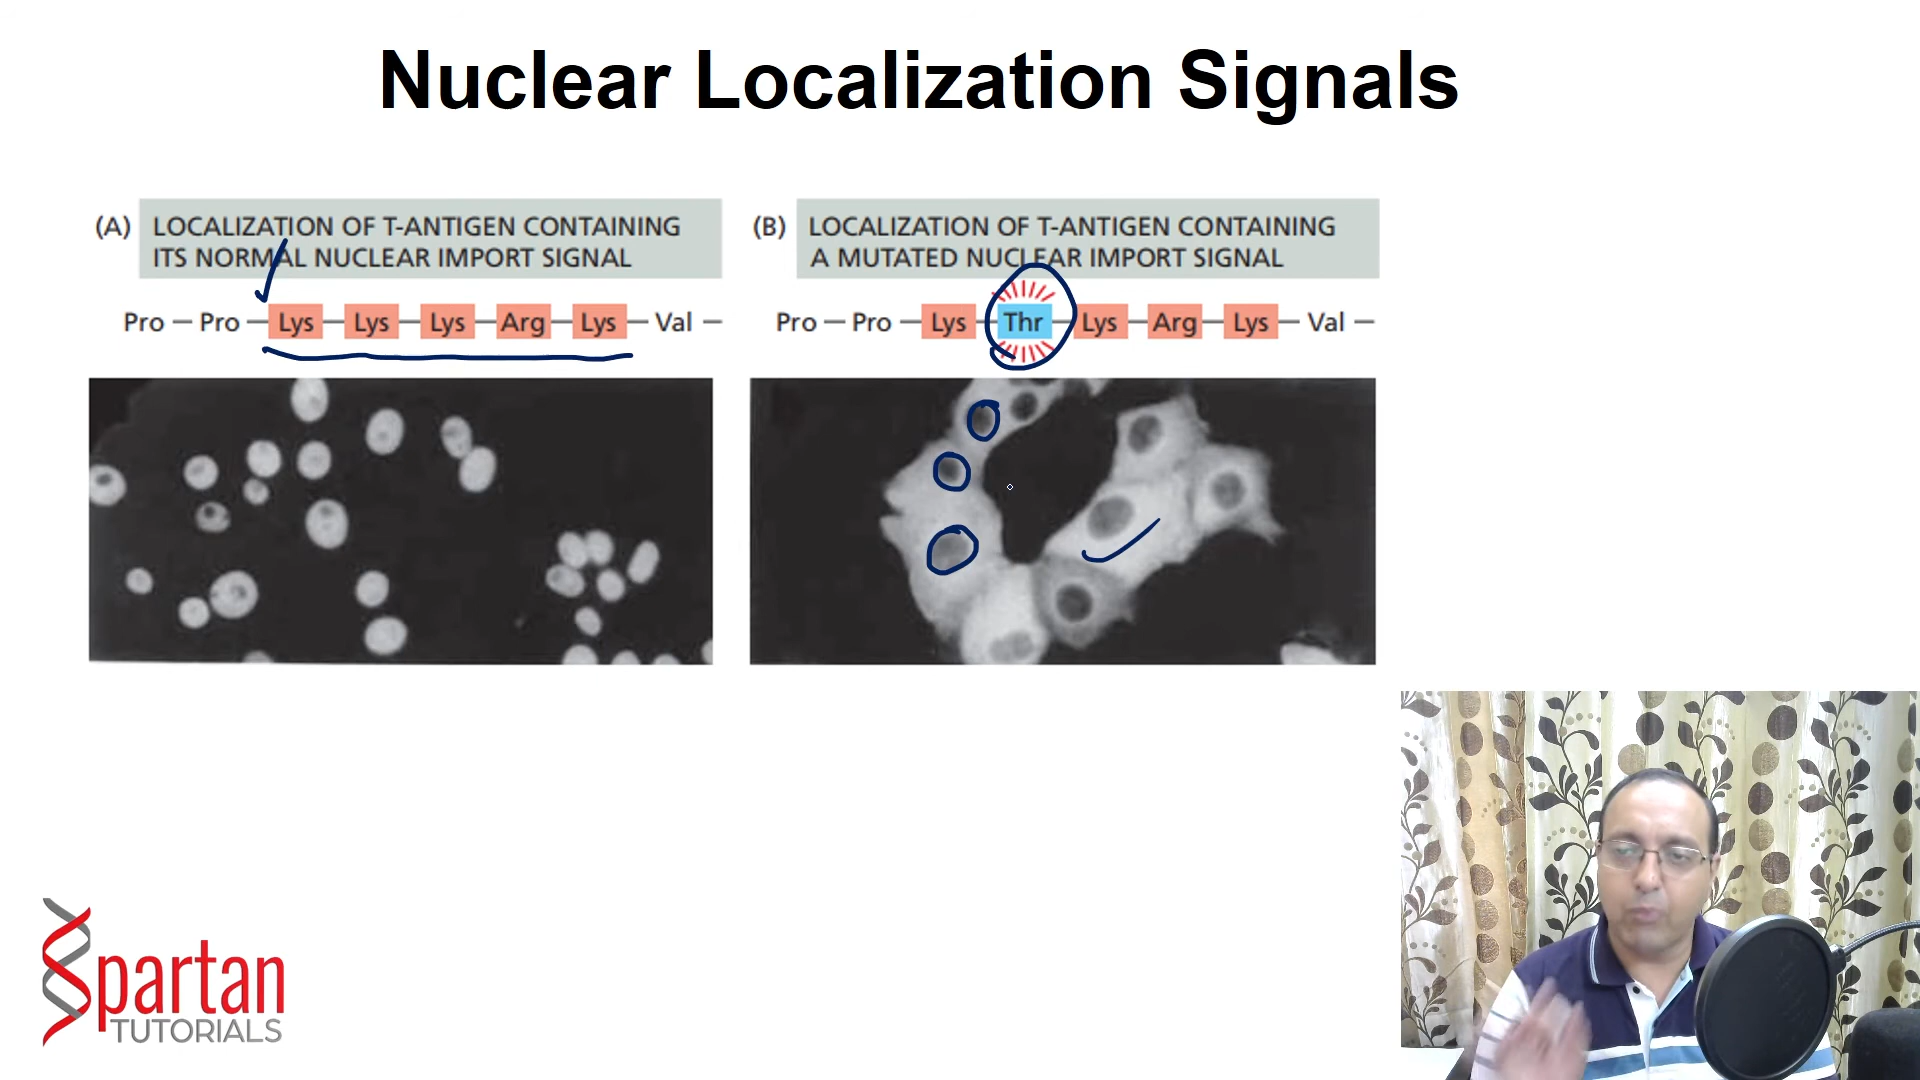 Nuclear Localization Signals
(A) LOCALIZATION OF T-ANTIGEN CONTAINING
ITS NORMAL NUCLEAR IMPORT SIGNAL
Pro — Pro — Lys — Lys — Lys — Arg — Lys — Val —
(B) LOCALIZATION OF T-ANTIGEN CONTAINING
A MUTATED NUCLEAR IMPORT SIGNAL
Pro — Pro — Lys — Thr — Lys — Arg — Lys — Val —
Spartan
TUTORIALS